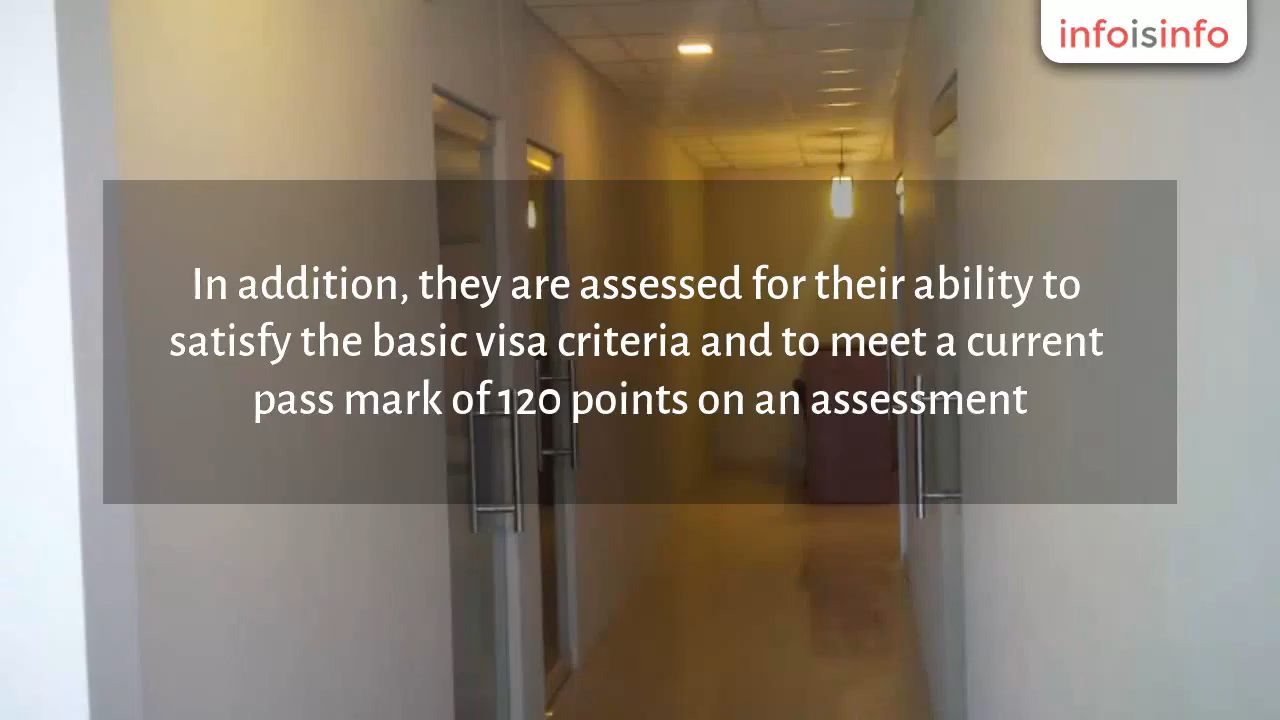 infoisinfo
In addition, they are assessed for their ability to
satisfy the basic visa criteria and to meet a current
pass mark of 120 points on an assessment